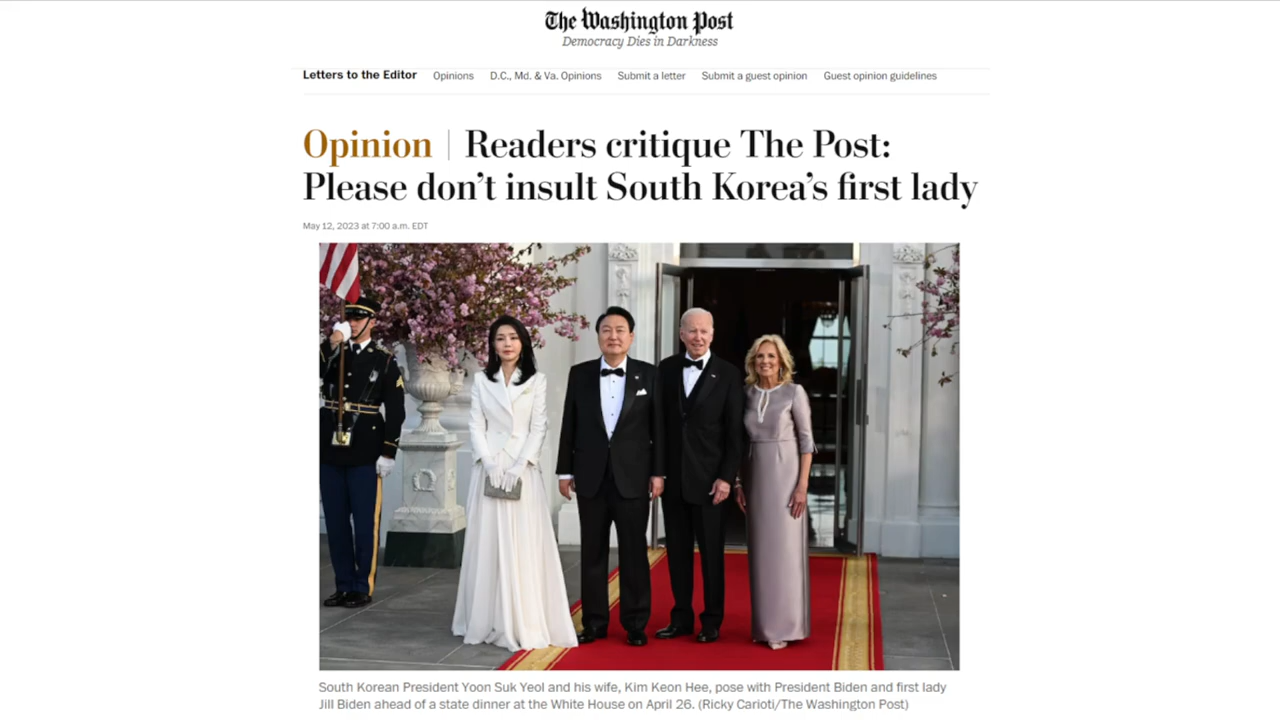 The Washington Post
Democracy Dies in Darkness
Letters to the Editor Opinions D.C., Md. & Va. Opinions Submit a letter Submit a guest opinion Guest opinion guidelines
Opinion | Readers critique The Post:
Please don’t insult South Korea’s first lady
May 12, 2023 at 7:00 a.m. EDT
South Korean President Yoon Suk Yeol and his wife, Kim Keon Hee, pose with President Biden and first lady
Jill Biden ahead of a state dinner at the White House on April 26. (Ricky Carioti/The Washington Post)